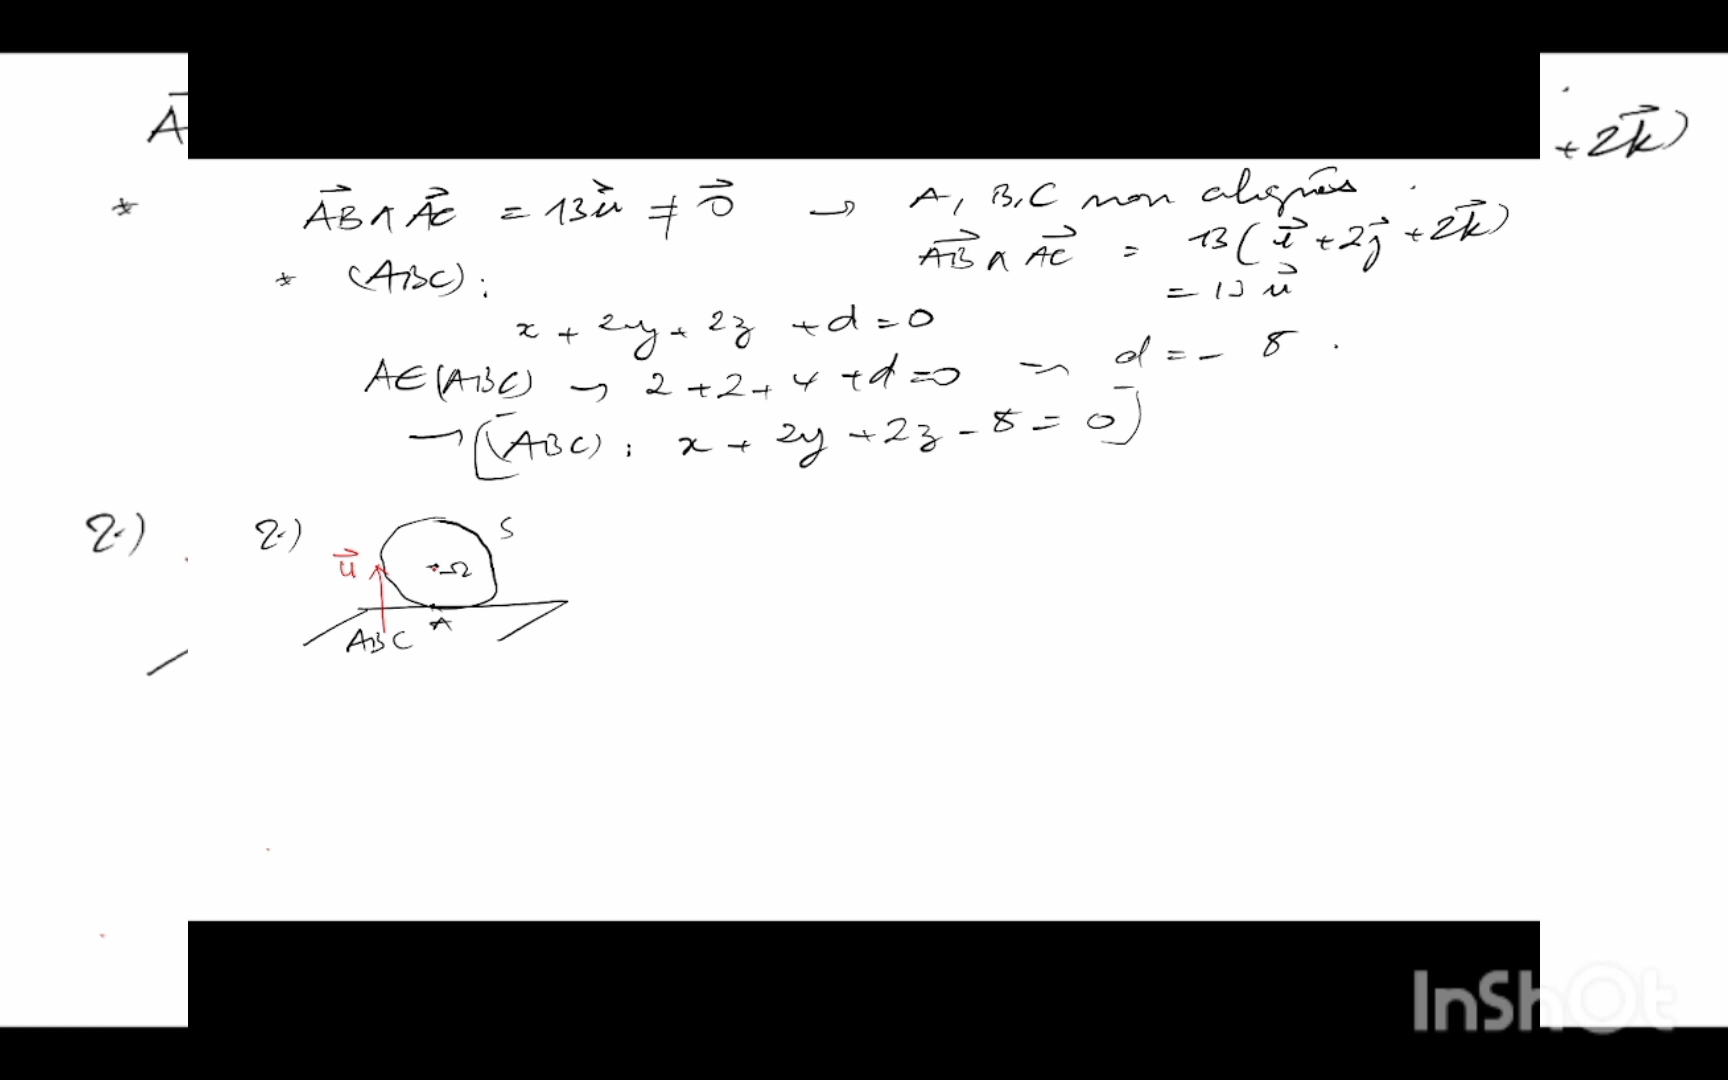 A⃗
+ 2k⃗)
* AB⃗ ∧ AC⃗ = 13u⃗ ≠ 0⃗ → A, B, C non alignés.
AB⃗ ∧ AC⃗ = 13(i⃗ + 2j⃗ + 2k⃗)
* (ABC) :
= 13 u⃗
x + 2y + 2z + d = 0
A∈(ABC) → 2 + 2 + 4 + d = 0 → d = - 8.
→ [(ABC) : x + 2y + 2z - 8 = 0]
2.)
2.)
S
u⃗
Ω
A
ABC
InShOt